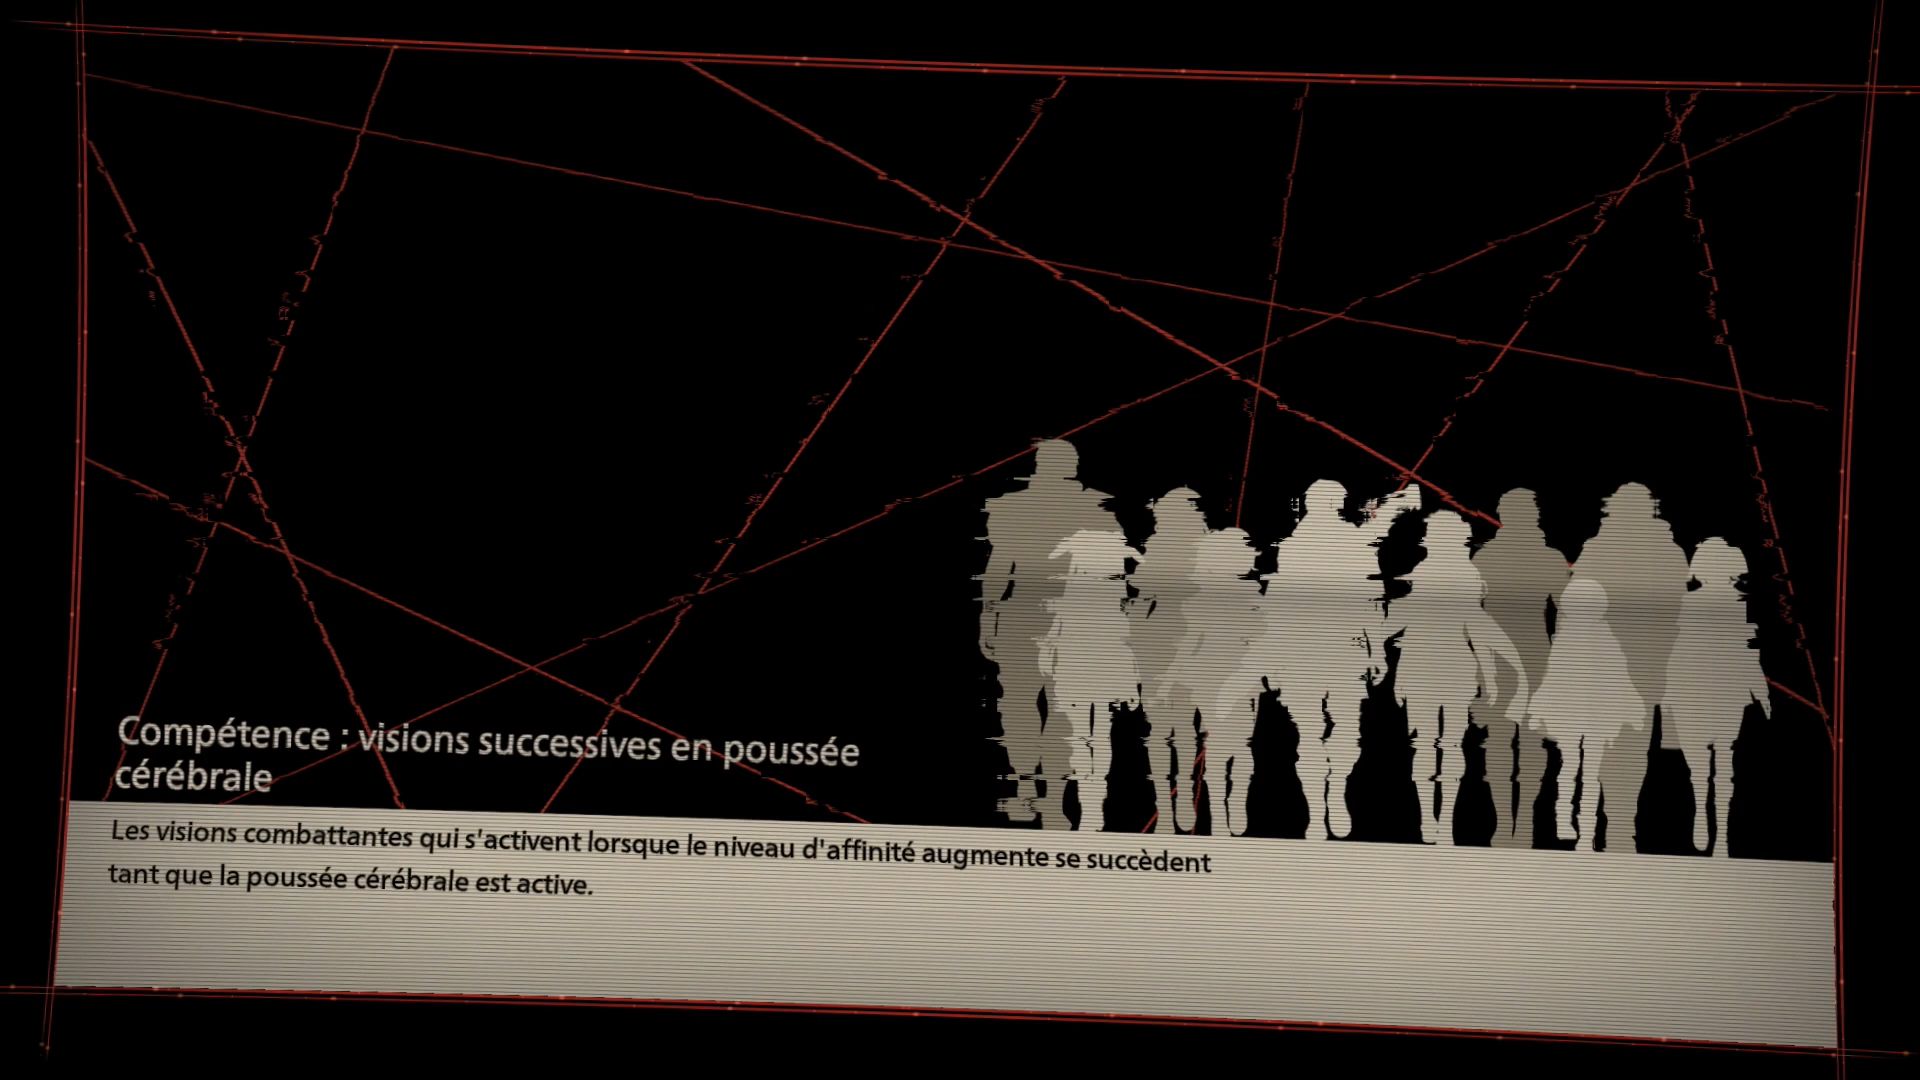 Compétence : visions successives en poussée
cérébrale
Les visions combattantes qui s'activent lorsque le niveau d'affinité augmente se succèdent
tant que la poussée cérébrale est active.